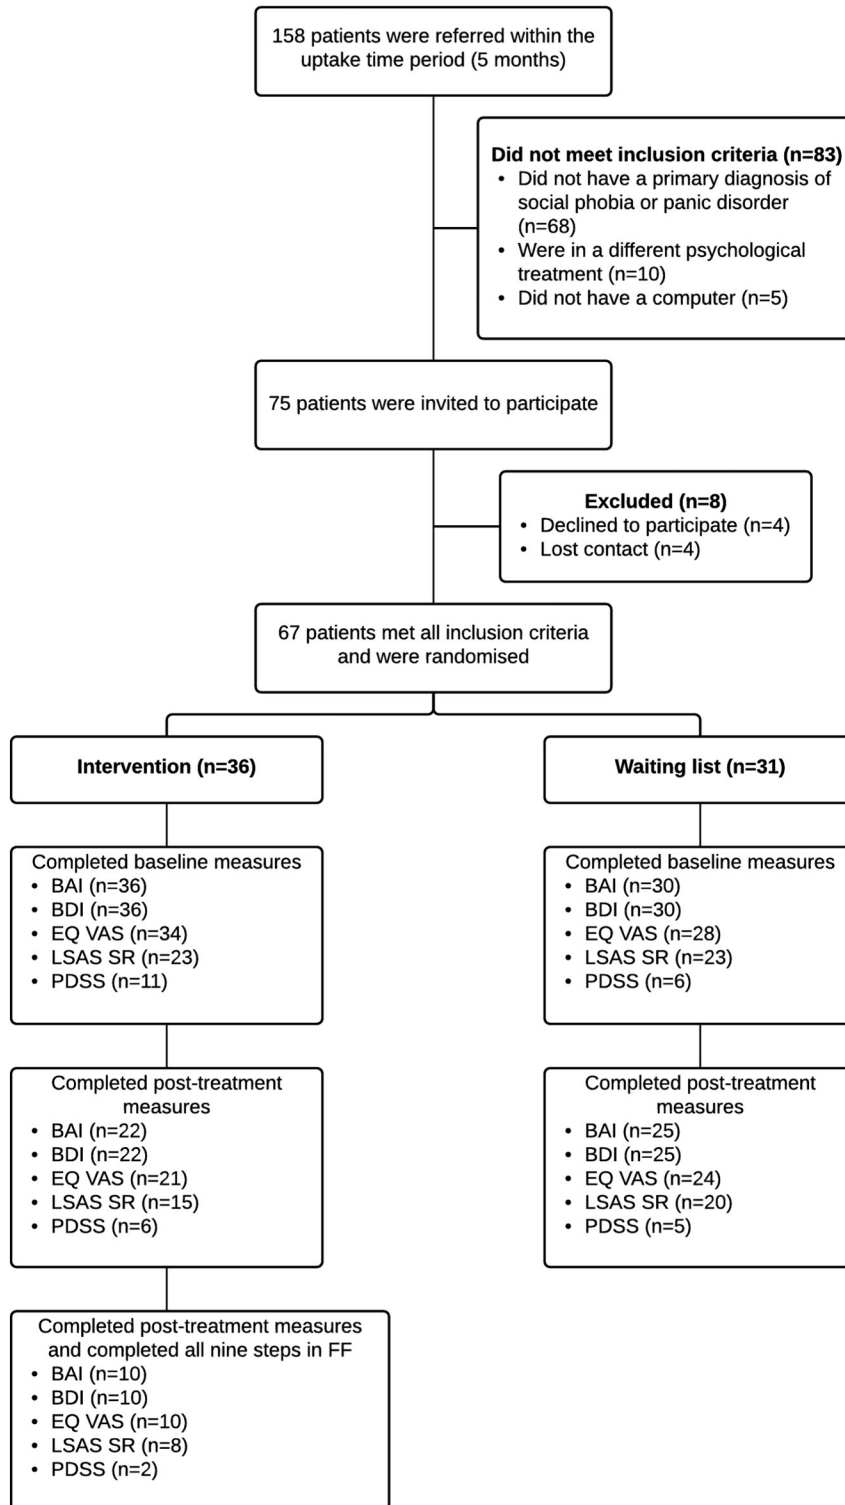 158 patients were referred within the
uptake time period (5 months)
Did not meet inclusion criteria (n=83)
• Did not have a primary diagnosis of
social phobia or panic disorder
(n=68)
• Were in a different psychological
treatment (n=10)
• Did not have a computer (n=5)
75 patients were invited to participate
Excluded (n=8)
• Declined to participate (n=4)
• Lost contact (n=4)
67 patients met all inclusion criteria
and were randomised
Intervention (n=36)
Completed baseline measures
• BAI (n=36)
• BDI (n=36)
• EQ VAS (n=34)
• LSAS SR (n=23)
• PDSS (n=11)
Completed post-treatment
measures
• BAI (n=22)
• BDI (n=22)
• EQ VAS (n=21)
• LSAS SR (n=15)
• PDSS (n=6)
Completed post-treatment measures
and completed all nine steps in FF
• BAI (n=10)
• BDI (n=10)
• EQ VAS (n=10)
• LSAS SR (n=8)
• PDSS (n=2)
Waiting list (n=31)
Completed baseline measures
• BAI (n=30)
• BDI (n=30)
• EQ VAS (n=28)
• LSAS SR (n=23)
• PDSS (n=6)
Completed post-treatment
measures
• BAI (n=25)
• BDI (n=25)
• EQ VAS (n=24)
• LSAS SR (n=20)
• PDSS (n=5)